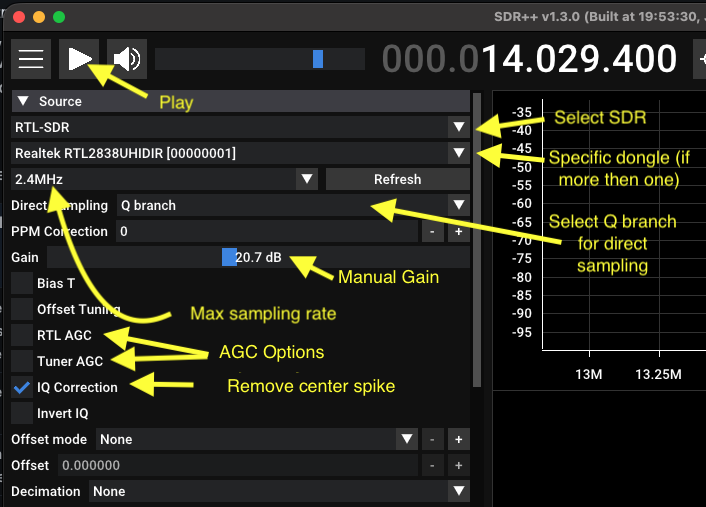 SDR++ v1.3.0 (Built at 19:53:30,
000.014.029.400
Play
Source
RTL-SDR
Select SDR
Realtek RTL2838UHIDIR [00000001]
Specific dongle (if
more then one)
2.4MHz
Refresh
Direct Sampling
Q branch
Select Q branch
for direct
sampling
PPM Correction
0
-
+
Gain
20.7 dB
Manual Gain
Bias T
Offset Tuning
Max sampling rate
RTL AGC
AGC Options
Tuner AGC
IQ Correction
Remove center spike
Invert IQ
Offset mode
None
-
+
Offset
0.000000
-
+
Decimation
None
-35
-40
-45
-50
-55
-60
-65
-70
-75
-80
-85
-90
-95
13M
13.25M